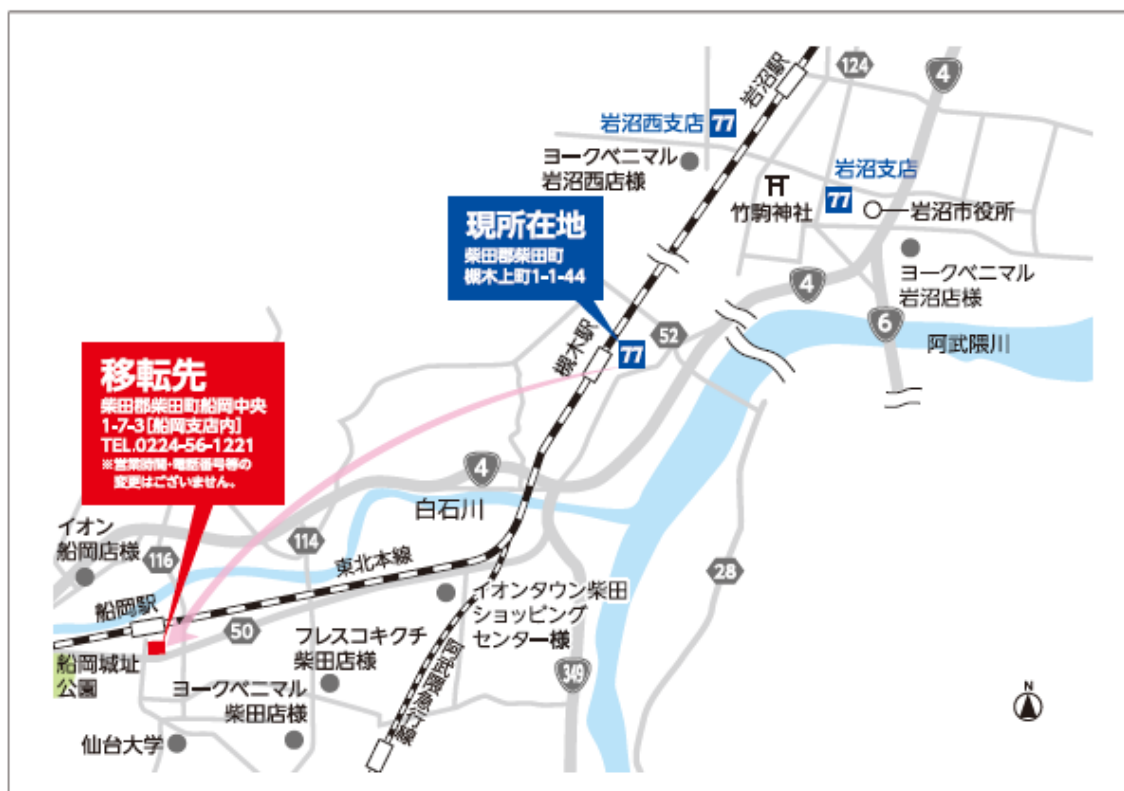 岩沼駅
124
4
岩沼西支店
77
ヨークベニマル
岩沼西店様
岩沼支店
77
竹駒神社
岩沼市役所
現所在地
柴田郡柴田町
槻木上町1-1-44
ヨークベニマル
岩沼店様
4
6
阿武隈川
槻木駅
77
52
移転先
柴田郡柴田町船岡中央
1-7-3[船岡支店内]
TEL.0224-56-1221
※営業時間・電話番号等の
変更はございません。
4
白石川
イオン
船岡店様
116
114
東北本線
28
船岡駅
50
イオンタウン柴田
ショッピング
センター様
フレスコキクチ
柴田店様
阿武隈急行線
349
船岡城址
公園
ヨークベニマル
柴田店様
仙台大学
N